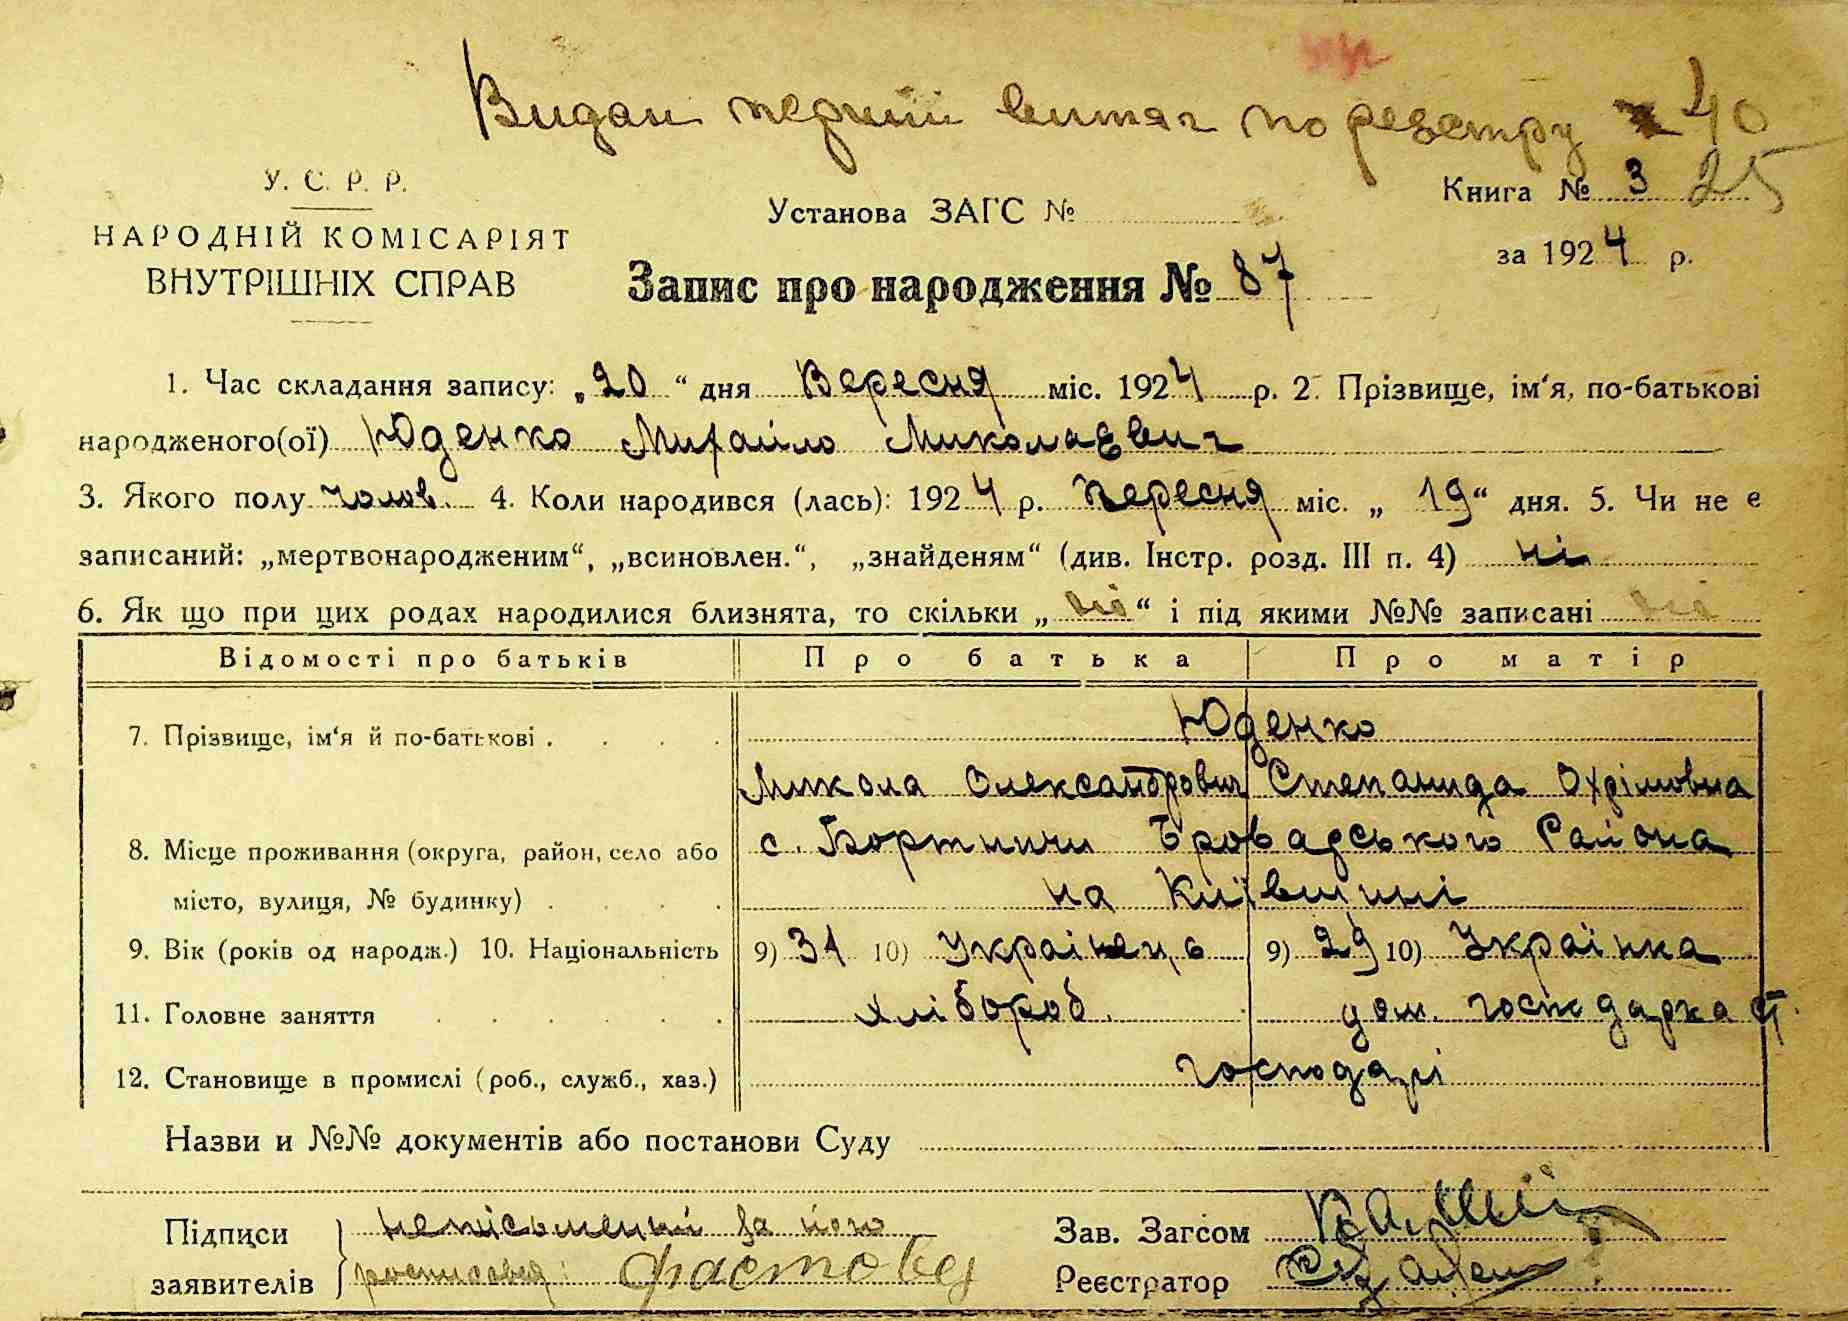 Видан перший витяг по реєстру 40
У. С. Р. Р.
НАРОДНІЙ КОМІСАРІЯТ
ВНУТРІШНІХ СПРАВ
Установа ЗАГС №
Книга № 3 25
за 1924 р.
Запис про народження № 87
1. Час складання запису: „20“ дня Вересня міс. 1924 р. 2. Прізвище, ім‘я, по-батькові
народженого(ої) Юденко Михайло Миколаєвич
3. Якого полу чолов. 4. Коли народився (лась): 1924 р. Вересня міс. „19“ дня. 5. Чи не є
записаний: „мертвонародженим“, „всиновлен.“, „знайденям“ (див. Інстр. розд. III п. 4) ні
6. Як що при цих родах народилися близнята, то скільки „ні“ і під якими №№ записані ні
Відомості про батьків Про батька Про матір
7. Прізвище, ім‘я й по-батькові . . . . Юденко
Микола Олександрович Степанида Охрімовна
8. Місце проживання (округа, район, село або с. Бортничи Броварського Района
місто, вулиця, № будинку) . . . . на Київщині
9. Вік (років од народж.) 10. Національність 9) 31 10) Українець 9) 29 10) Українка
11. Головне заняття . . . . . хлібороб. дом. господарка
12. Становище в промислі (роб., служб., хаз.) господарі
Назви и №№ документів або постанови Суду
Підписи неписьменний за його
заявителів росписався: Фастовец
Зав. Загсом
Реєстратор